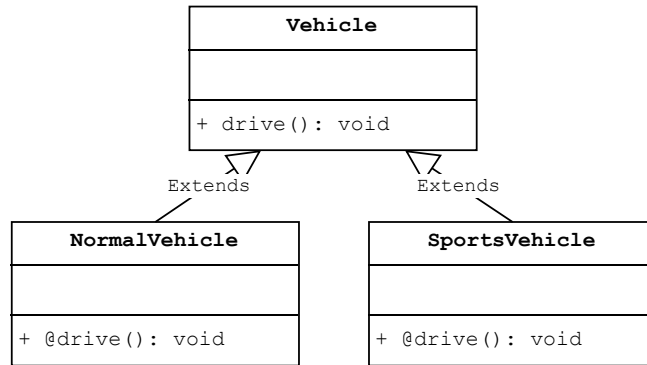 Vehicle
+ drive(): void
Extends
Extends
NormalVehicle
SportsVehicle
+ @drive(): void
+ @drive(): void